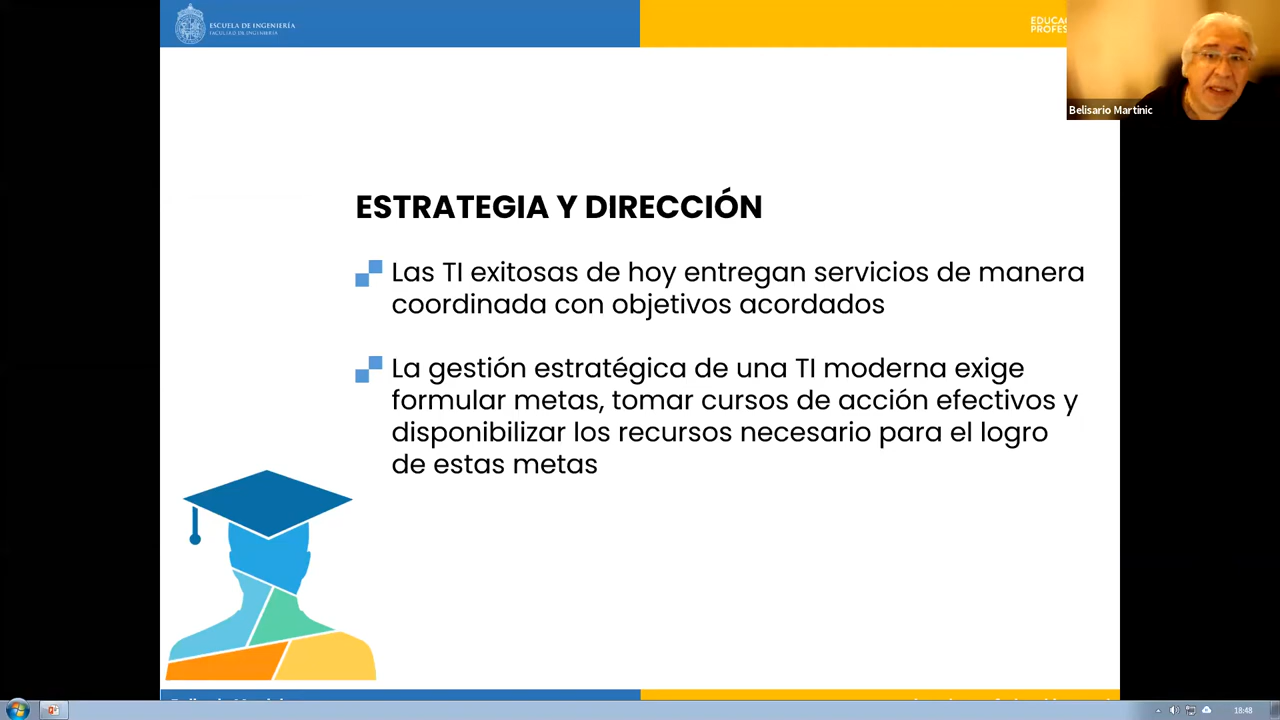 ESCUELA DE INGENIERÍA
FACULTAD DE INGENIERÍA
Belisario Martinic
ESTRATEGIA Y DIRECCIÓN
Las TI exitosas de hoy entregan servicios de manera
coordinada con objetivos acordados
La gestión estratégica de una TI moderna exige
formular metas, tomar cursos de acción efectivos y
disponibilizar los recursos necesario para el logro
de estas metas
18:48